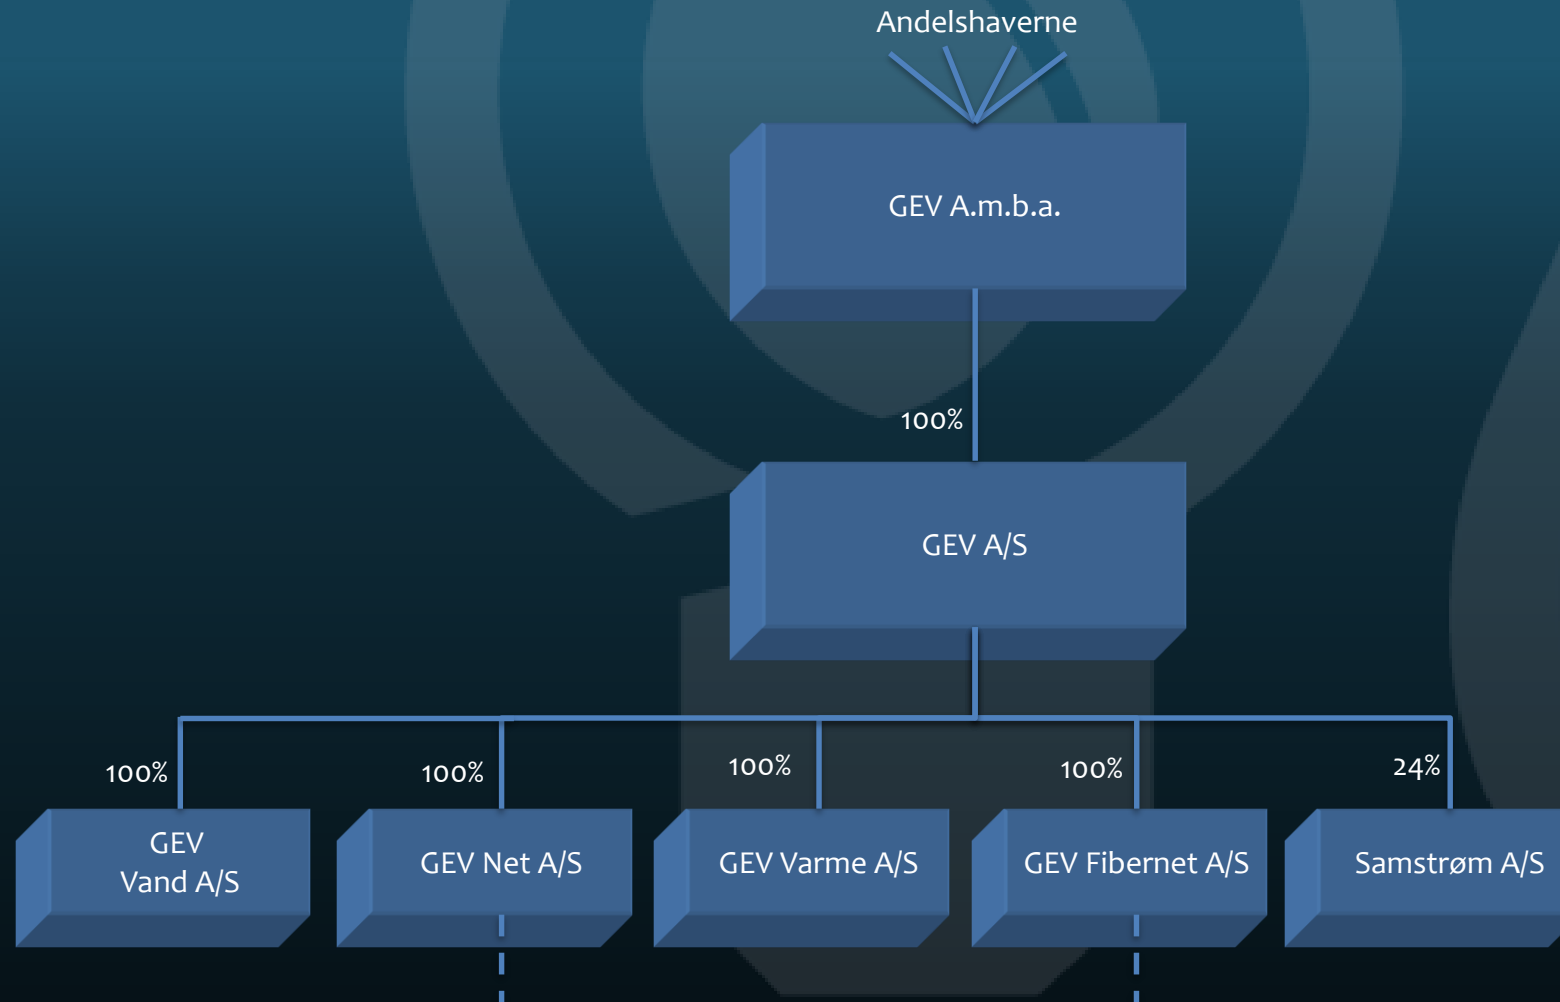 Andelshaverne
GEV A.m.b.a.
100%
GEV A/S
100%
100%
100%
100%
24%
GEV
Vand A/S
GEV Net A/S
GEV Varme A/S
GEV Fibernet A/S
Samstrøm A/S